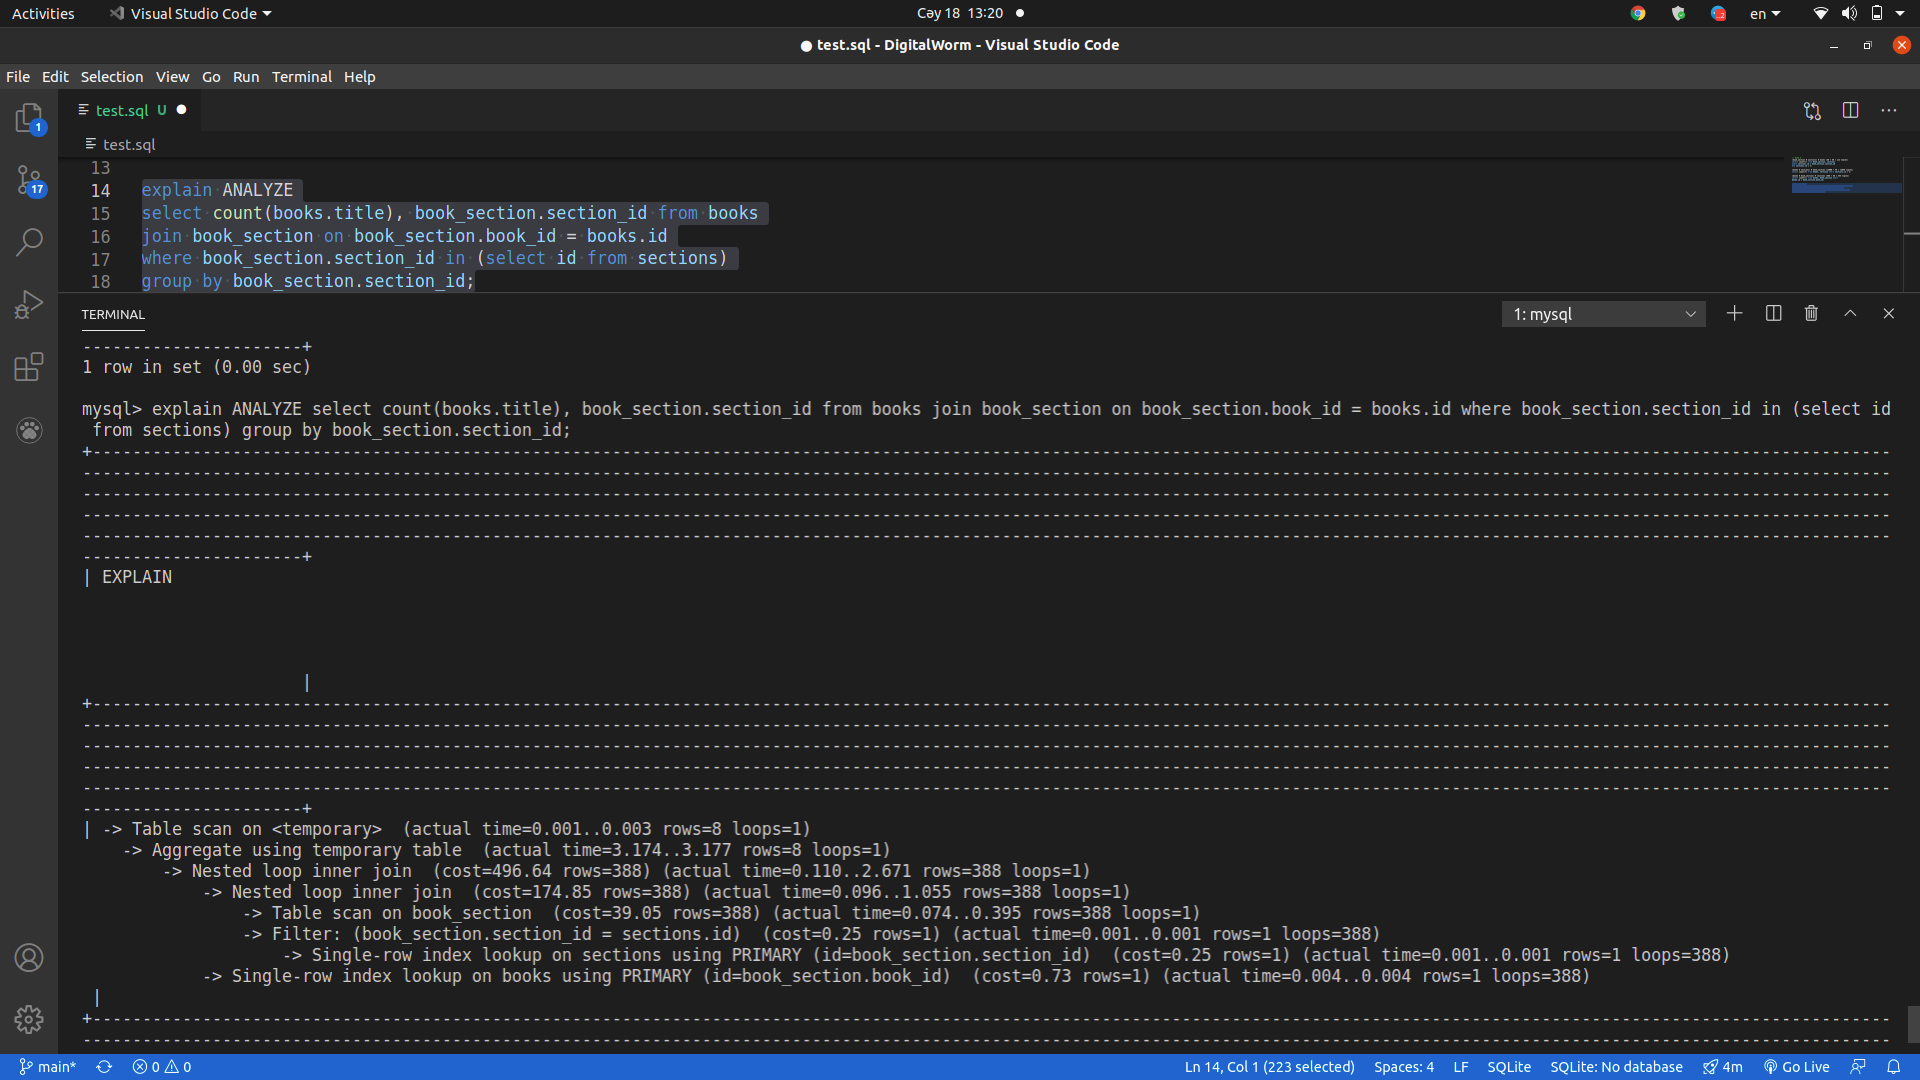 Activities
Visual Studio Code
Cəy 18 13:20
en
● test.sql - DigitalWorm - Visual Studio Code
File Edit Selection View Go Run Terminal Help
test.sql U
test.sql
1
17
13
14 explain ANALYZE
15 select count(books.title), book_section.section_id from books
16 join book_section on book_section.book_id = books.id
17 where book_section.section_id in (select id from sections)
18 group by book_section.section_id;
TERMINAL
1: mysql
----------------------+
1 row in set (0.00 sec)
mysql> explain ANALYZE select count(books.title), book_section.section_id from books join book_section on book_section.book_id = books.id where book_section.section_id in (select id
from sections) group by book_section.section_id;
----------------------+
| EXPLAIN
|
----------------------+
| -> Table scan on <temporary>  (actual time=0.001..0.003 rows=8 loops=1)
-> Aggregate using temporary table  (actual time=3.174..3.177 rows=8 loops=1)
-> Nested loop inner join  (cost=496.64 rows=388) (actual time=0.110..2.671 rows=388 loops=1)
-> Nested loop inner join  (cost=174.85 rows=388) (actual time=0.096..1.055 rows=388 loops=1)
-> Table scan on book_section  (cost=39.05 rows=388) (actual time=0.074..0.395 rows=388 loops=1)
-> Filter: (book_section.section_id = sections.id)  (cost=0.25 rows=1) (actual time=0.001..0.001 rows=1 loops=388)
-> Single-row index lookup on sections using PRIMARY (id=book_section.section_id)  (cost=0.25 rows=1) (actual time=0.001..0.001 rows=1 loops=388)
-> Single-row index lookup on books using PRIMARY (id=book_section.book_id)  (cost=0.73 rows=1) (actual time=0.004..0.004 rows=1 loops=388)
|
main* 0 0
Ln 14, Col 1 (223 selected) Spaces: 4 LF SQLite SQLite: No database 4m Go Live